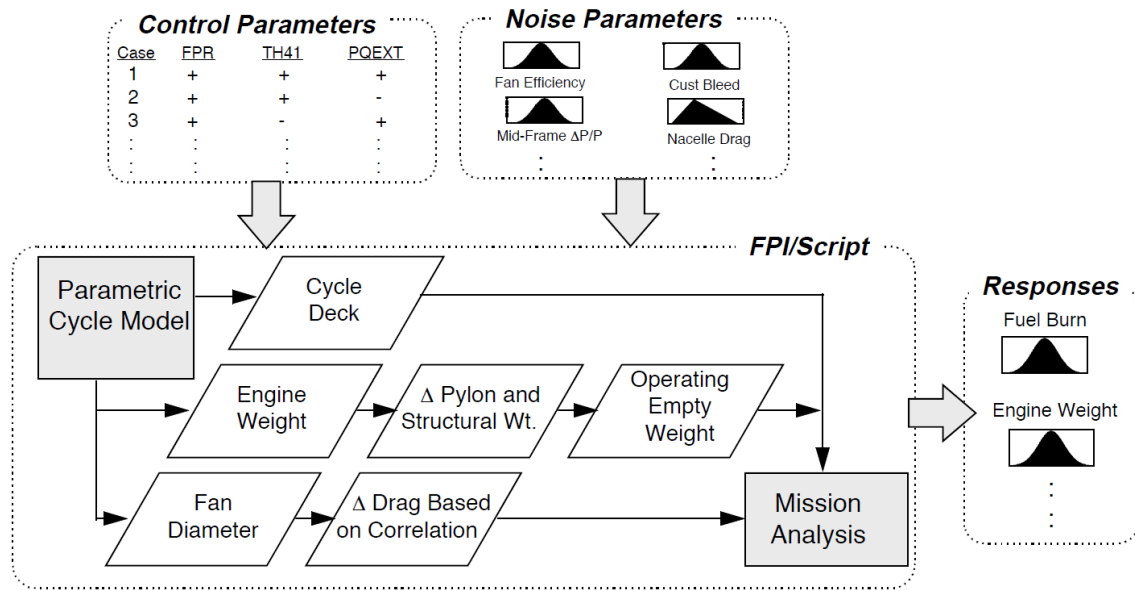 Control Parameters
Case FPR TH41 PQEXT
1 + + +
2 + + -
3 + - +
: : : :
: : : :
Noise Parameters
Fan Efficiency
Cust Bleed
Mid-Frame ΔP/P
Nacelle Drag
: :
FPI/Script
Parametric
Cycle Model
Cycle
Deck
Engine
Weight
Δ Pylon and
Structural Wt.
Operating
Empty
Weight
Fan
Diameter
Δ Drag Based
on Correlation
Mission
Analysis
Responses
Fuel Burn
Engine Weight
:
: